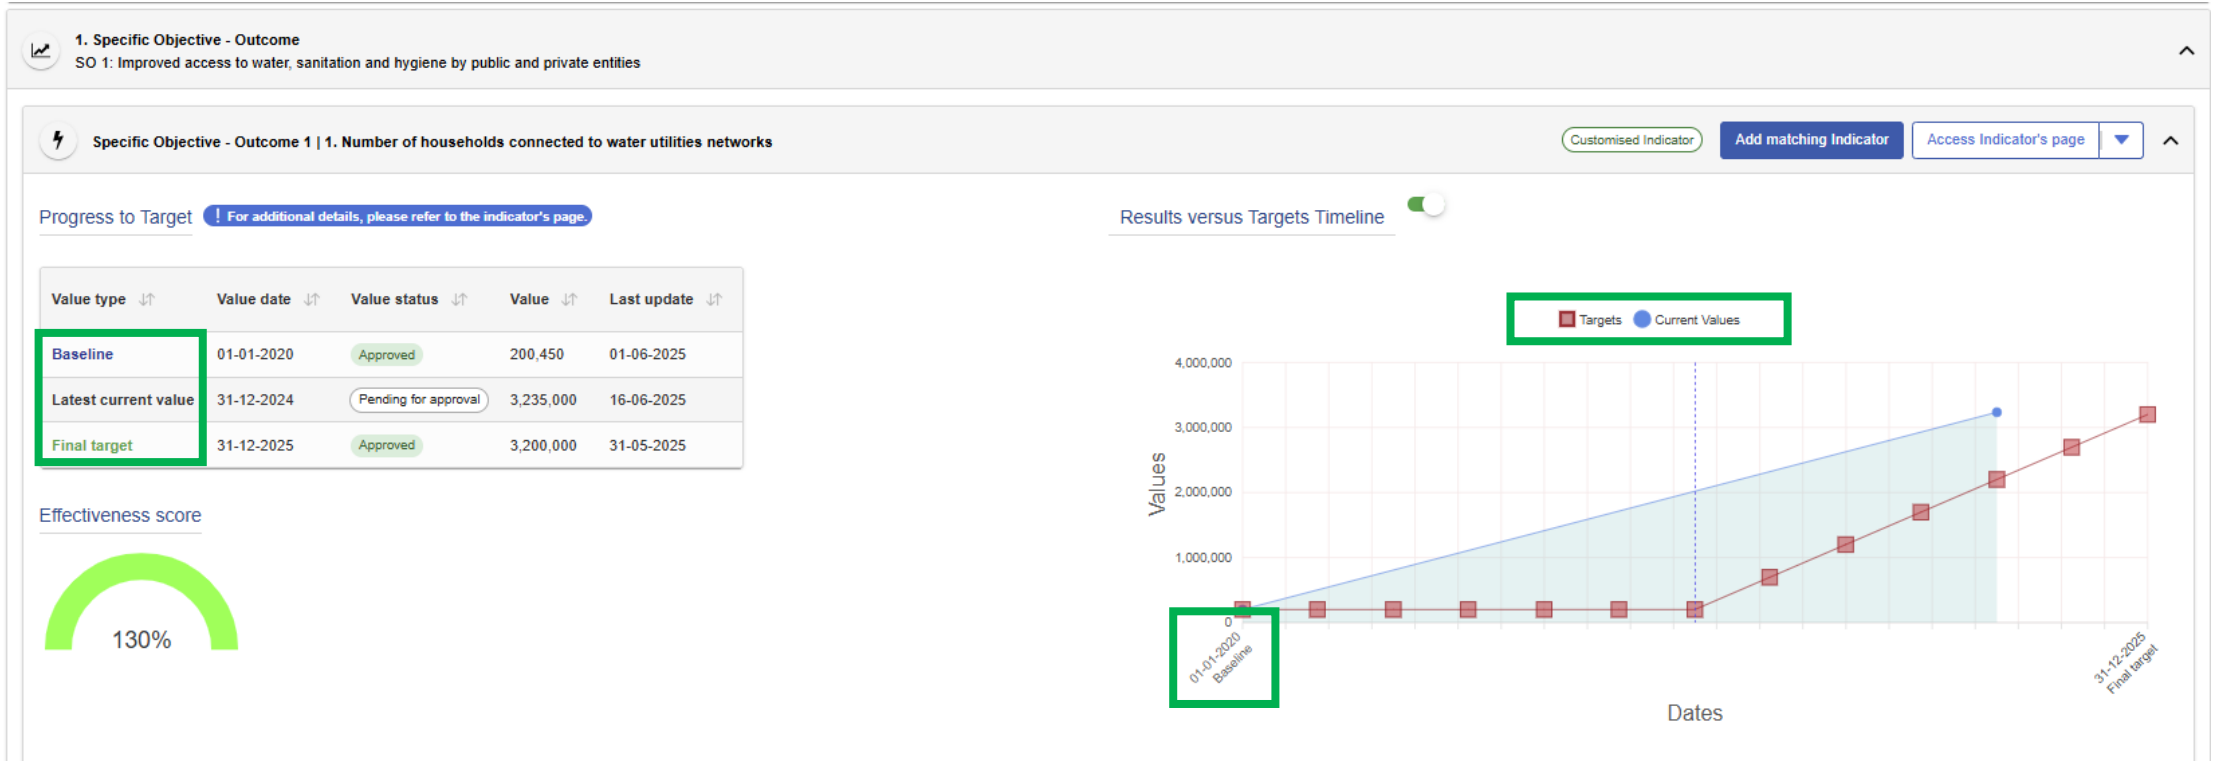 1. Specific Objective - Outcome
SO 1: Improved access to water, sanitation and hygiene by public and private entities
Specific Objective - Outcome 1 | 1. Number of households connected to water utilities networks
Customised Indicator
Add matching Indicator
Access Indicator's page
Progress to Target
! For additional details, please refer to the indicator's page.
Value type Value date Value status Value Last update
Baseline 01-01-2020 Approved 200,450 01-06-2025
Latest current value 31-12-2024 Pending for approval 3,235,000 16-06-2025
Final target 31-12-2025 Approved 3,200,000 31-05-2025
Effectiveness score
130%
Results versus Targets Timeline
Targets Current Values
4,000,000
3,000,000
2,000,000
1,000,000
0
Values
01-01-2020
Baseline
31-12-2025
Final target
Dates